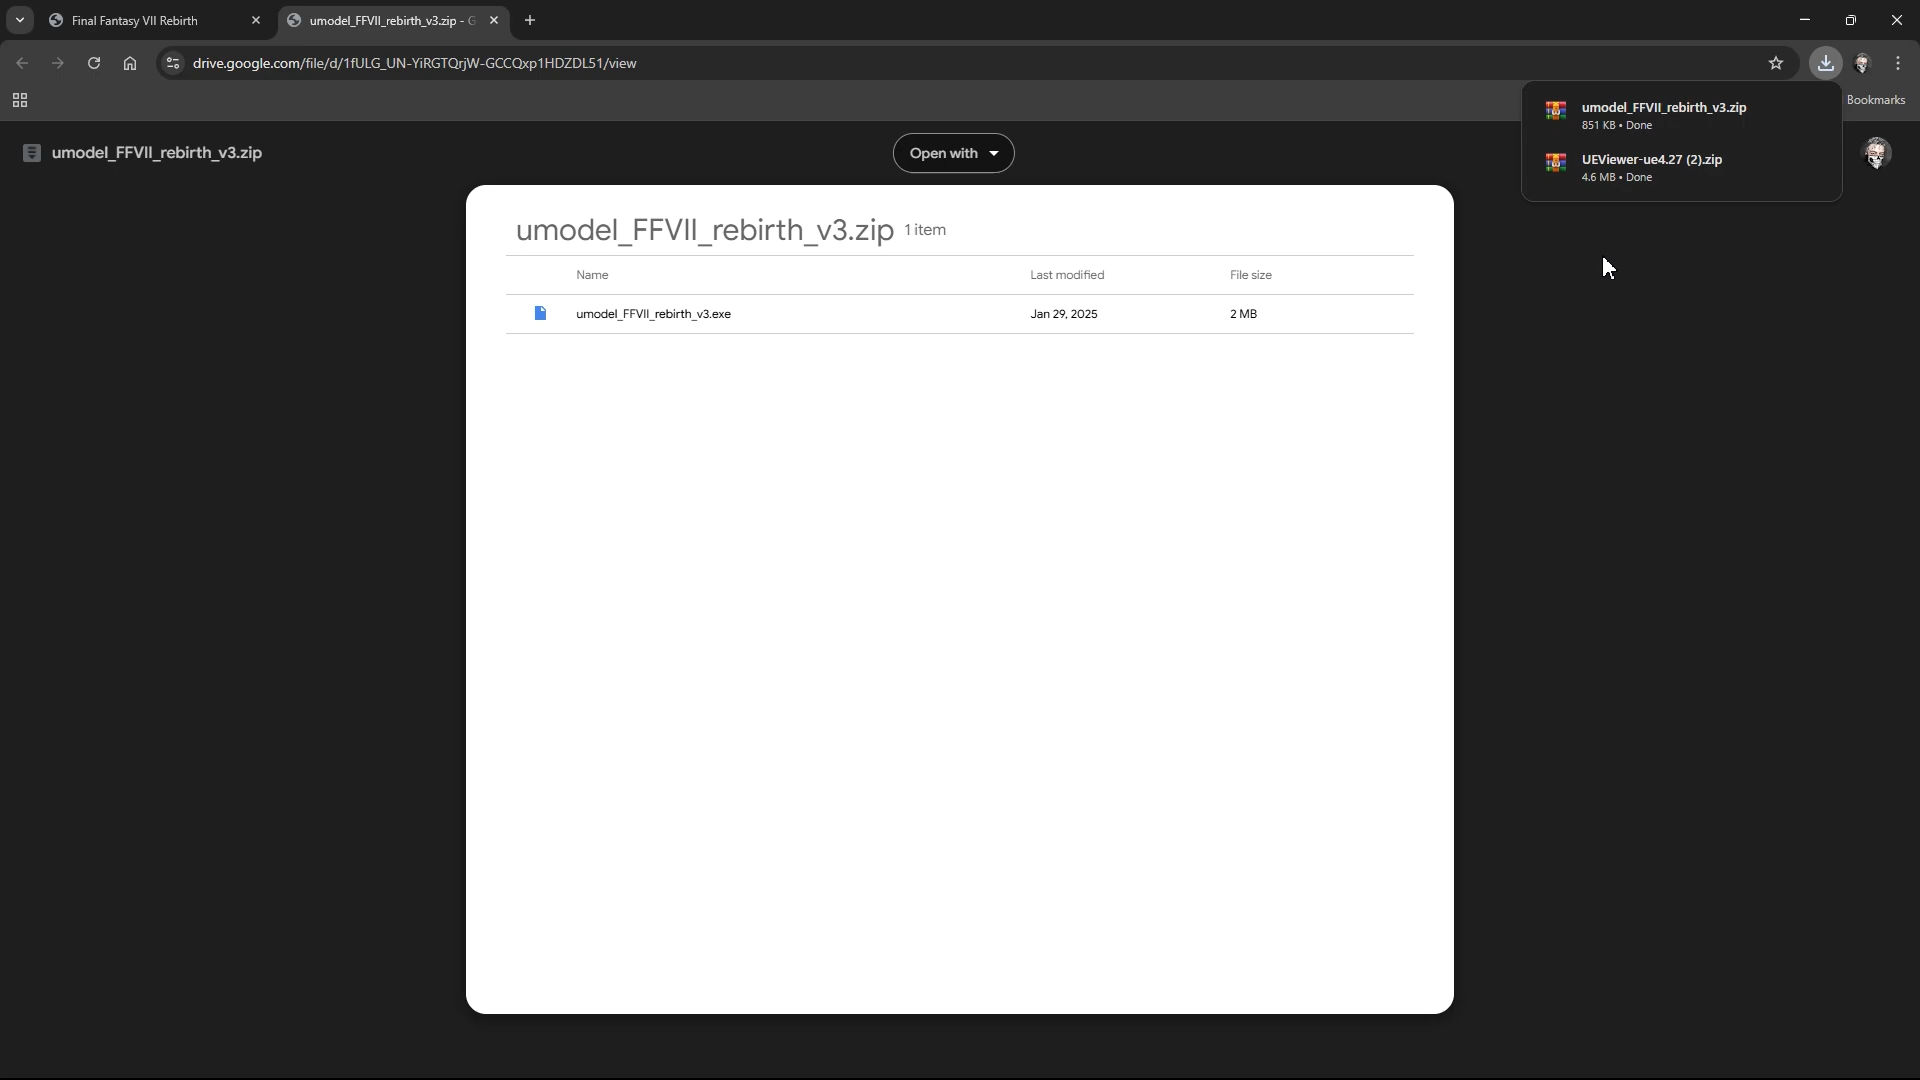 Final Fantasy VII Rebirth
umodel_FFVII_rebirth_v3.zip - G
drive.google.com/file/d/1fULG_UN-YiRGTQrjW-GCCQxp1HDZDL51/view
Bookmarks
umodel_FFVII_rebirth_v3.zip
851 KB • Done
UEViewer-ue4.27 (2).zip
4.6 MB • Done
umodel_FFVII_rebirth_v3.zip
Open with
umodel_FFVII_rebirth_v3.zip 1 item
Name Last modified File size
umodel_FFVII_rebirth_v3.exe Jan 29, 2025 2 MB